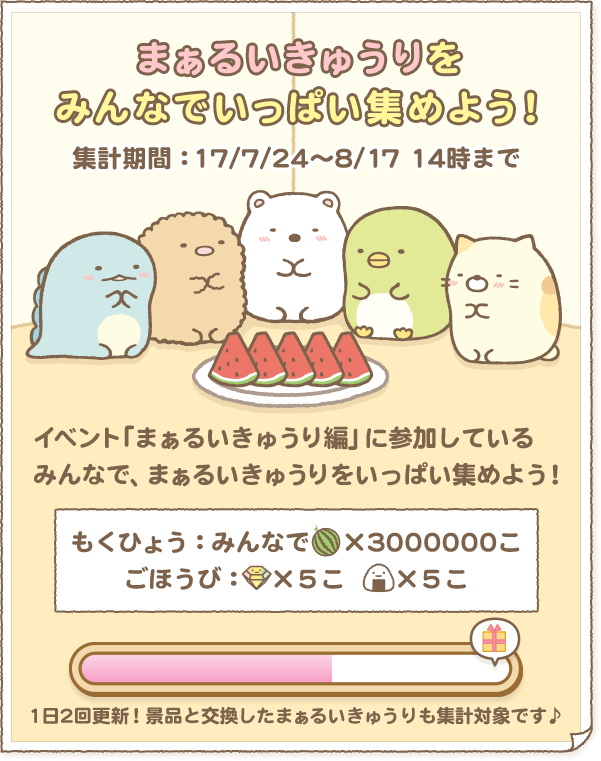 まぁるいきゅうりを
みんなでいっぱい集めよう!
集計期間:17/7/24〜8/17 14時まで
イベント「まぁるいきゅうり編」に参加している
みんなで、まぁるいきゅうりをいっぱい集めよう!
もくひょう:みんなで×3000000こ
ごほうび:×5こ ×5こ
1日2回更新!景品と交換したまぁるいきゅうりも集計対象です♪